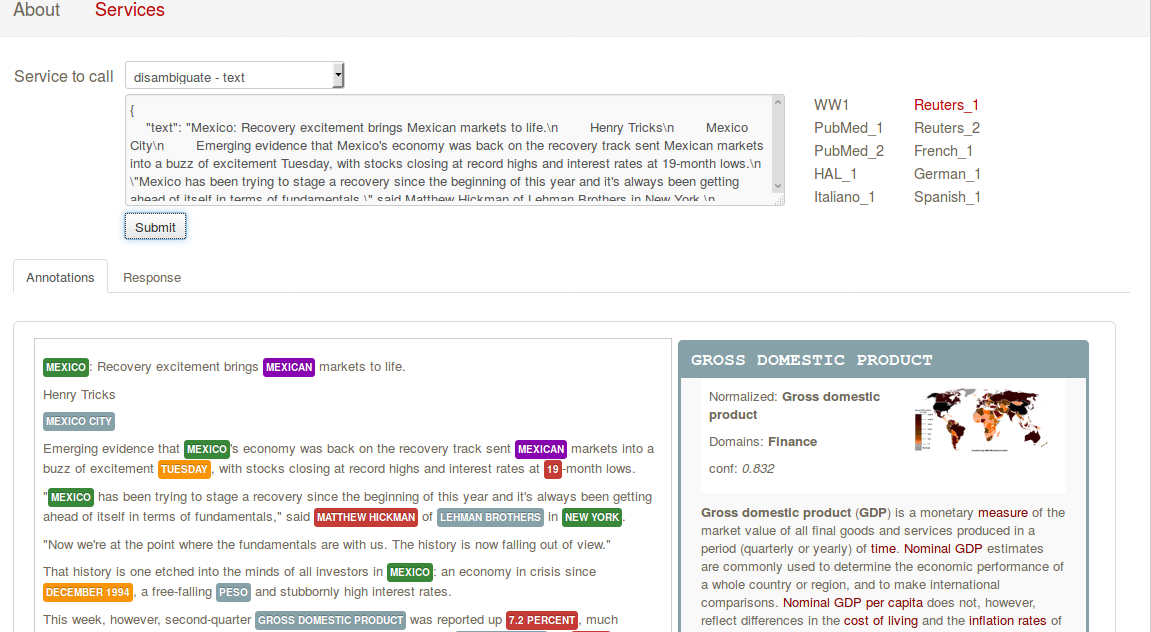 About Services
Service to call disambiguate - text
{
"text": "Mexico: Recovery excitement brings Mexican markets to life.\n Henry Tricks\n Mexico
City\n Emerging evidence that Mexico's economy was back on the recovery track sent Mexican markets
into a buzz of excitement Tuesday, with stocks closing at record highs and interest rates at 19-month lows.\n
\"Mexico has been trying to stage a recovery since the beginning of this year and it's always been getting
ahead of itself in terms of fundamentals,\" said Matthew Hickman of Lehman Brothers in New York.\n
WW1 Reuters_1
PubMed_1 Reuters_2
PubMed_2 French_1
HAL_1 German_1
Italiano_1 Spanish_1
Submit
Annotations Response
MEXICO: Recovery excitement brings MEXICAN markets to life.
Henry Tricks
MEXICO CITY
Emerging evidence that MEXICO's economy was back on the recovery track sent MEXICAN markets into a
buzz of excitement TUESDAY, with stocks closing at record highs and interest rates at 19-month lows.
"MEXICO has been trying to stage a recovery since the beginning of this year and it's always been getting
ahead of itself in terms of fundamentals," said MATTHEW HICKMAN of LEHMAN BROTHERS in NEW YORK.
"Now we're at the point where the fundamentals are with us. The history is now falling out of view."
That history is one etched into the minds of all investors in MEXICO: an economy in crisis since
DECEMBER 1994, a free-falling PESO and stubbornly high interest rates.
This week, however, second-quarter GROSS DOMESTIC PRODUCT was reported up 7.2 PERCENT, much
GROSS DOMESTIC PRODUCT
Normalized: Gross domestic
product
Domains: Finance
conf: 0.832
Gross domestic product (GDP) is a monetary measure of the
market value of all final goods and services produced in a
period (quarterly or yearly) of time. Nominal GDP estimates
are commonly used to determine the economic performance of
a whole country or region, and to make international
comparisons. Nominal GDP per capita does not, however,
reflect differences in the cost of living and the inflation rates of